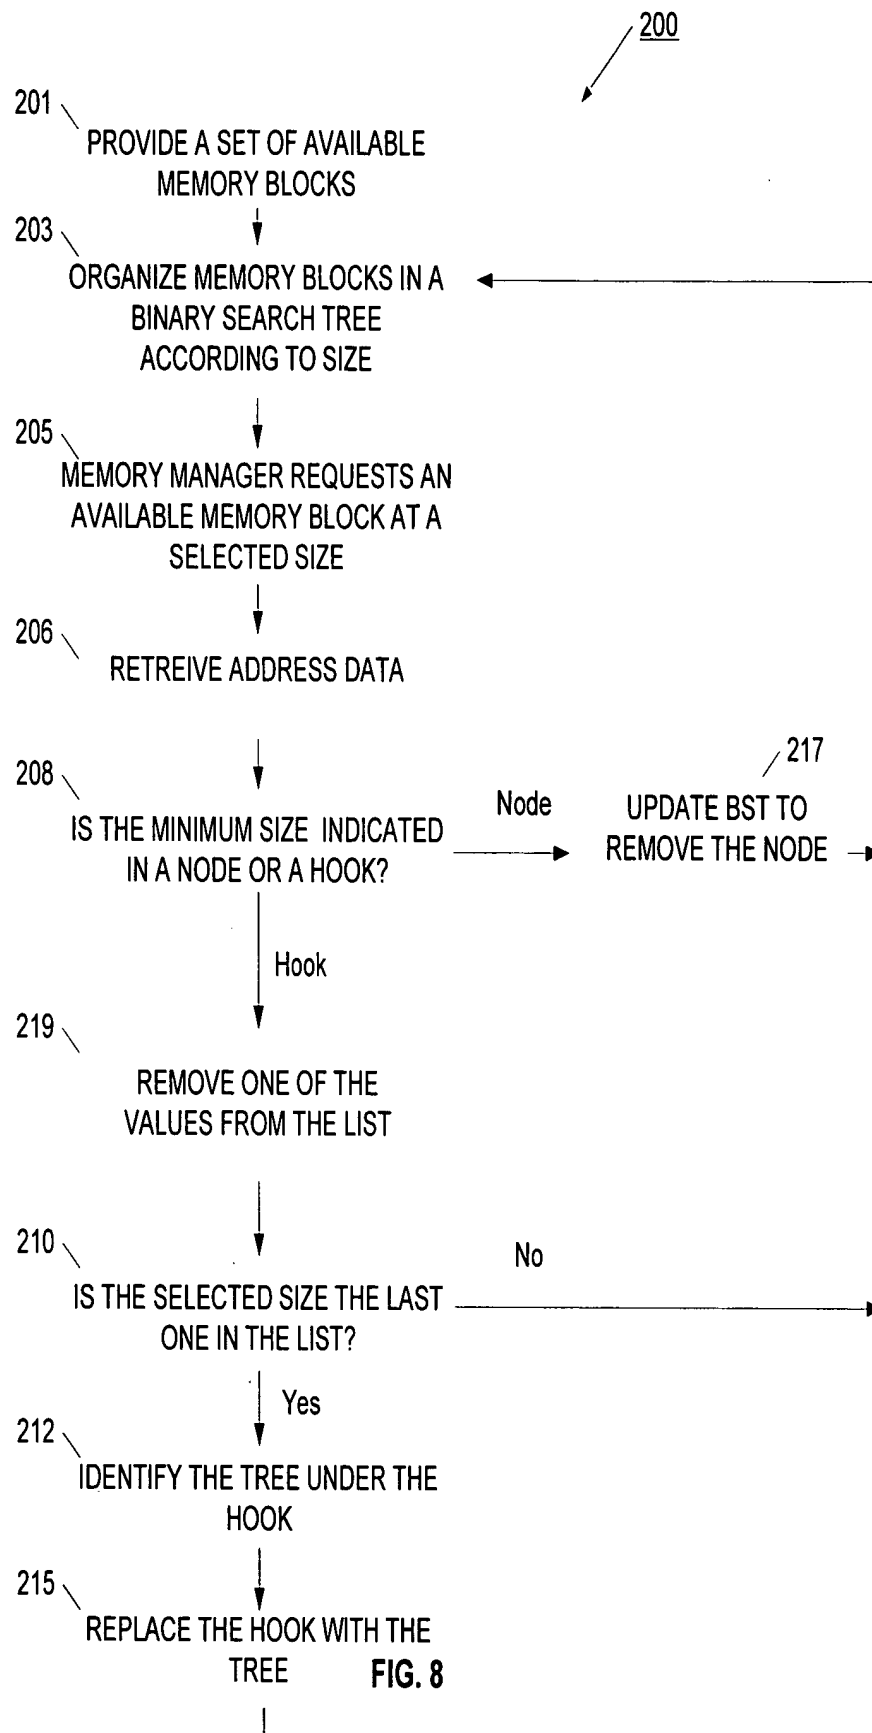 200
201
PROVIDE A SET OF AVAILABLE
MEMORY BLOCKS
203
ORGANIZE MEMORY BLOCKS IN A
BINARY SEARCH TREE
ACCORDING TO SIZE
205
MEMORY MANAGER REQUESTS AN
AVAILABLE MEMORY BLOCK AT A
SELECTED SIZE
206
RETREIVE ADDRESS DATA
208
IS THE MINIMUM SIZE INDICATED
IN A NODE OR A HOOK?
Node
217
UPDATE BST TO
REMOVE THE NODE
Hook
219
REMOVE ONE OF THE
VALUES FROM THE LIST
210
IS THE SELECTED SIZE THE LAST
ONE IN THE LIST?
No
Yes
212
IDENTIFY THE TREE UNDER THE
HOOK
215
REPLACE THE HOOK WITH THE
TREE
FIG. 8